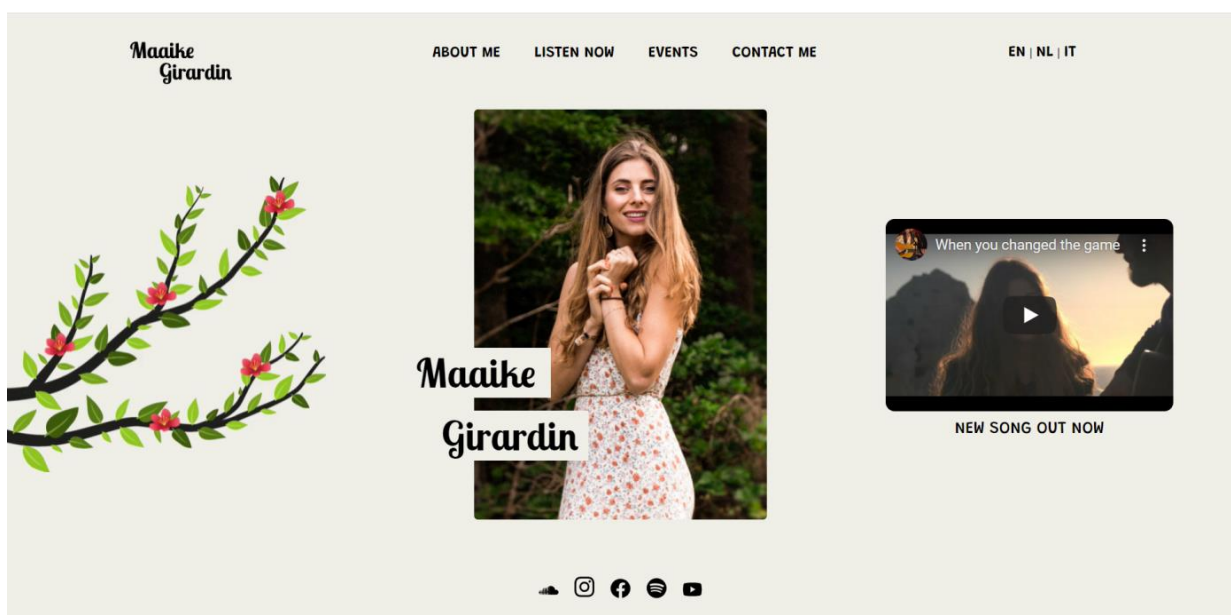 Maaike
Girardin
ABOUT ME LISTEN NOW EVENTS CONTACT ME
EN | NL | IT
When you changed the game
Maaike
Girardin
NEW SONG OUT NOW